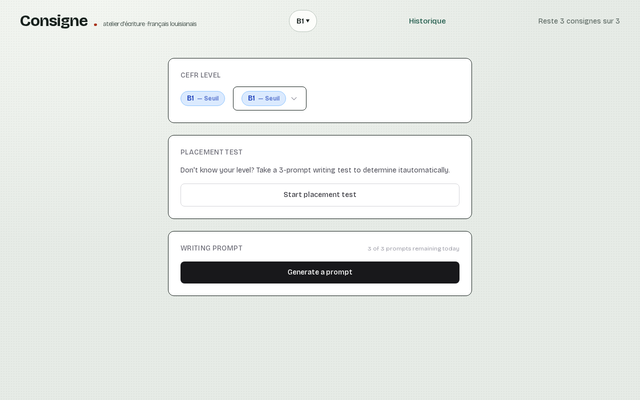 Consigne . atelier d'écriture français louisianais B1 ▾ Historique Reste 3 consignes sur 3
CEFR LEVEL
B1 — Seuil B1 — Seuil
PLACEMENT TEST
Don't know your level? Take a 3-prompt writing test to determine itautomatically.
Start placement test
WRITING PROMPT 3 of 3 prompts remaining today
Generate a prompt